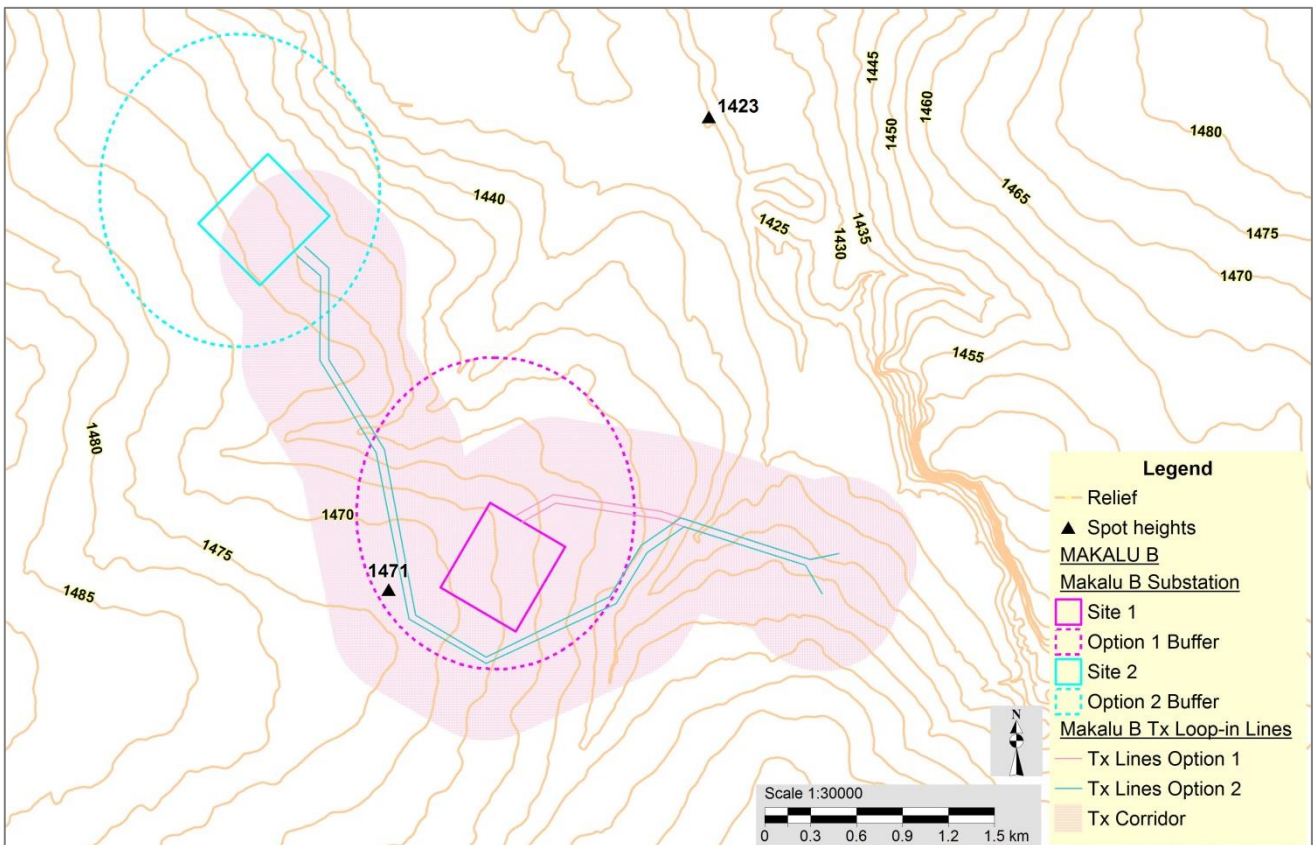 1445
1460
1423
1450
1480
1440
1465
1425
1435
1430
1475
1470
1455
1480
1470
1475
1471
1485
Legend
Relief
Spot heights
MAKALU B
Makalu B Substation
Site 1
Option 1 Buffer
Site 2
Option 2 Buffer
Makalu B Tx Loop-in Lines
Tx Lines Option 1
Tx Lines Option 2
Tx Corridor
N
Scale 1:30000
0 0.3 0.6 0.9 1.2 1.5 km